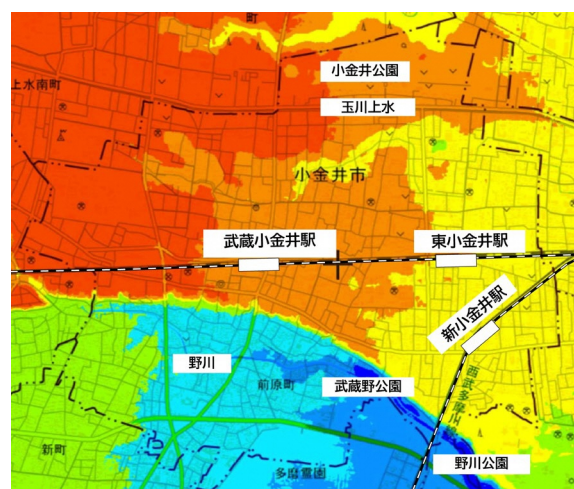 町
小金井公園
上水南町
玉川上水
小金井市
武蔵小金井駅
東小金井駅
新小金井駅
野川
武蔵野公園
前原町
西武多摩川線
新町
野川公園
多磨霊園